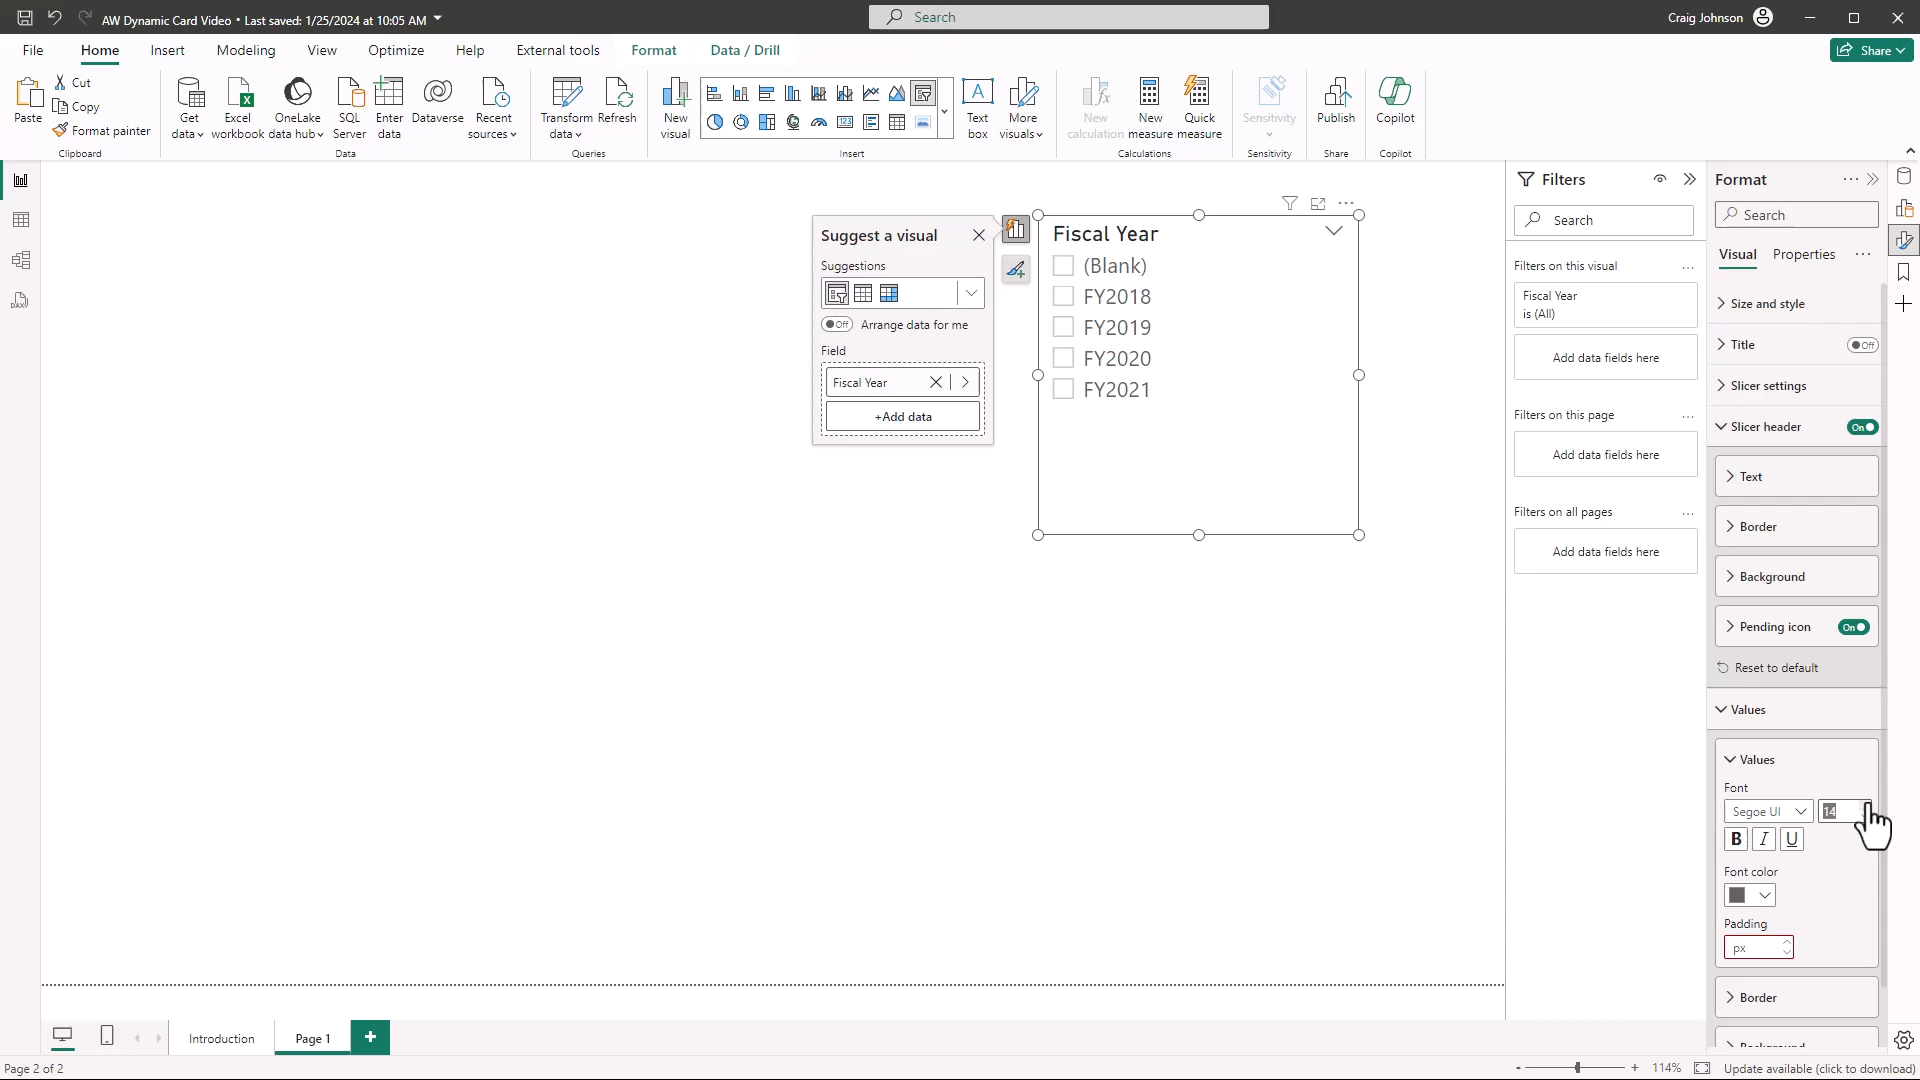 AW Dynamic Card Video • Last saved: 1/25/2024 at 10:05 AM
Search
Craig Johnson
File
Home
Insert
Modeling
View
Optimize
Help
External tools
Format
Data / Drill
Share
Paste
Cut
Copy
Format painter
Clipboard
Get data
Excel workbook
OneLake data hub
SQL Server
Enter data
Dataverse
Recent sources
Data
Transform data
Refresh
Queries
New visual
Text box
More visuals
Insert
New calculation
New measure
Quick measure
Calculations
Sensitivity
Sensitivity
Publish
Share
Copilot
Copilot
Suggest a visual
Suggestions
Off
Arrange data for me
Field
Fiscal Year
+Add data
Fiscal Year
(Blank)
FY2018
FY2019
FY2020
FY2021
Filters
Search
Filters on this visual
Fiscal Year
is (All)
Add data fields here
Filters on this page
Add data fields here
Filters on all pages
Add data fields here
Format
Search
Visual
Properties
Size and style
Title
Off
Slicer settings
Slicer header
On
Text
Border
Background
Pending icon
On
Reset to default
Values
Values
Font
Segoe UI
14
B
I
U
Font color
Padding
px
Border
Background
DAX
Introduction
Page 1
Page 2 of 2
114%
Update available (click to download)